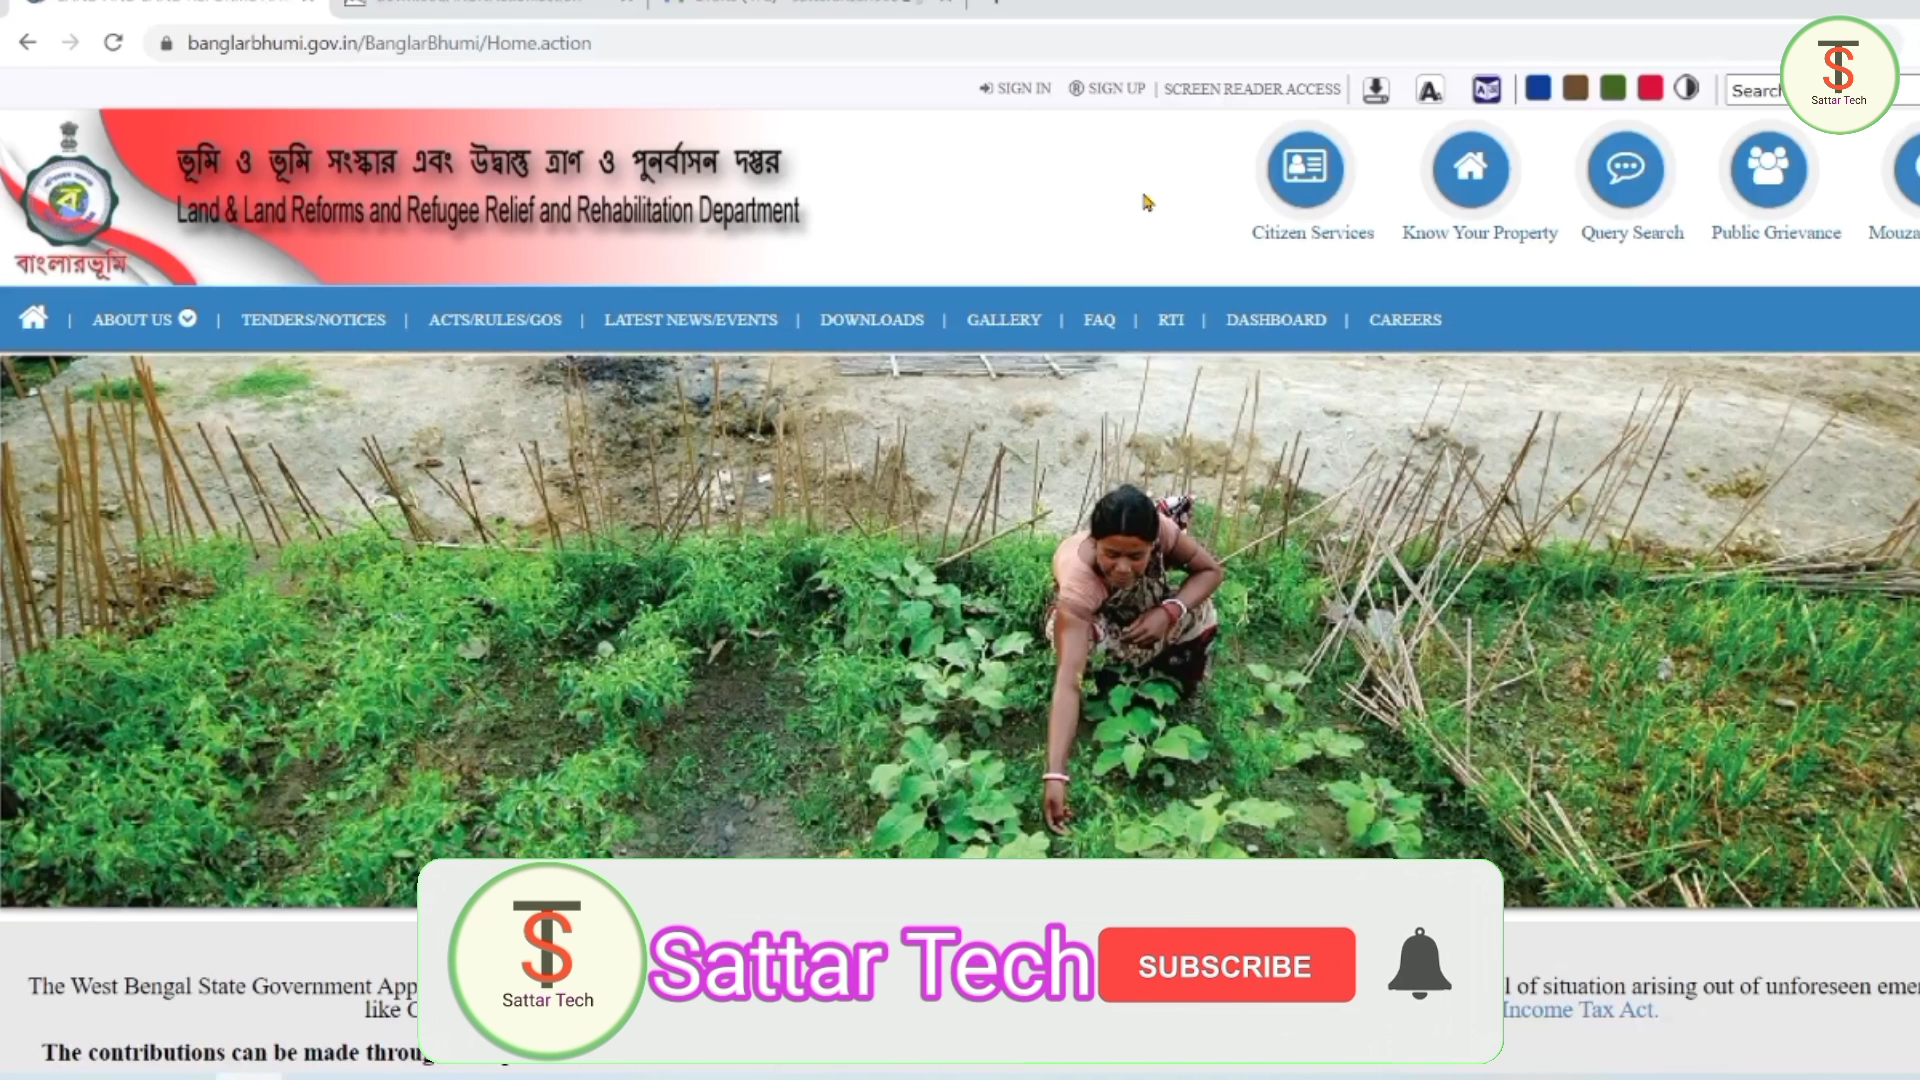 banglarbhumi.gov.in/BanglarBhumi/Home.action
SIGN IN SIGN UP | SCREEN READER ACCESS
Search
Sattar Tech
ভূমি ও ভূমি সংস্কার এবং উদ্বাস্তু ত্রাণ ও পুনর্বাসন দপ্তর
Land & Land Reforms and Refugee Relief and Rehabilitation Department
বাংলারভূমি
Citizen Services Know Your Property Query Search Public Grievance Mouza
ABOUT US | TENDERS/NOTICES | ACTS/RULES/GOS | LATEST NEWS/EVENTS | DOWNLOADS | GALLERY | FAQ | RTI | DASHBOARD | CAREERS
Sattar Tech
Sattar Tech
SUBSCRIBE
The West Bengal State Government App
of situation arising out of unforeseen
like
Income Tax Act.
The contributions can be made